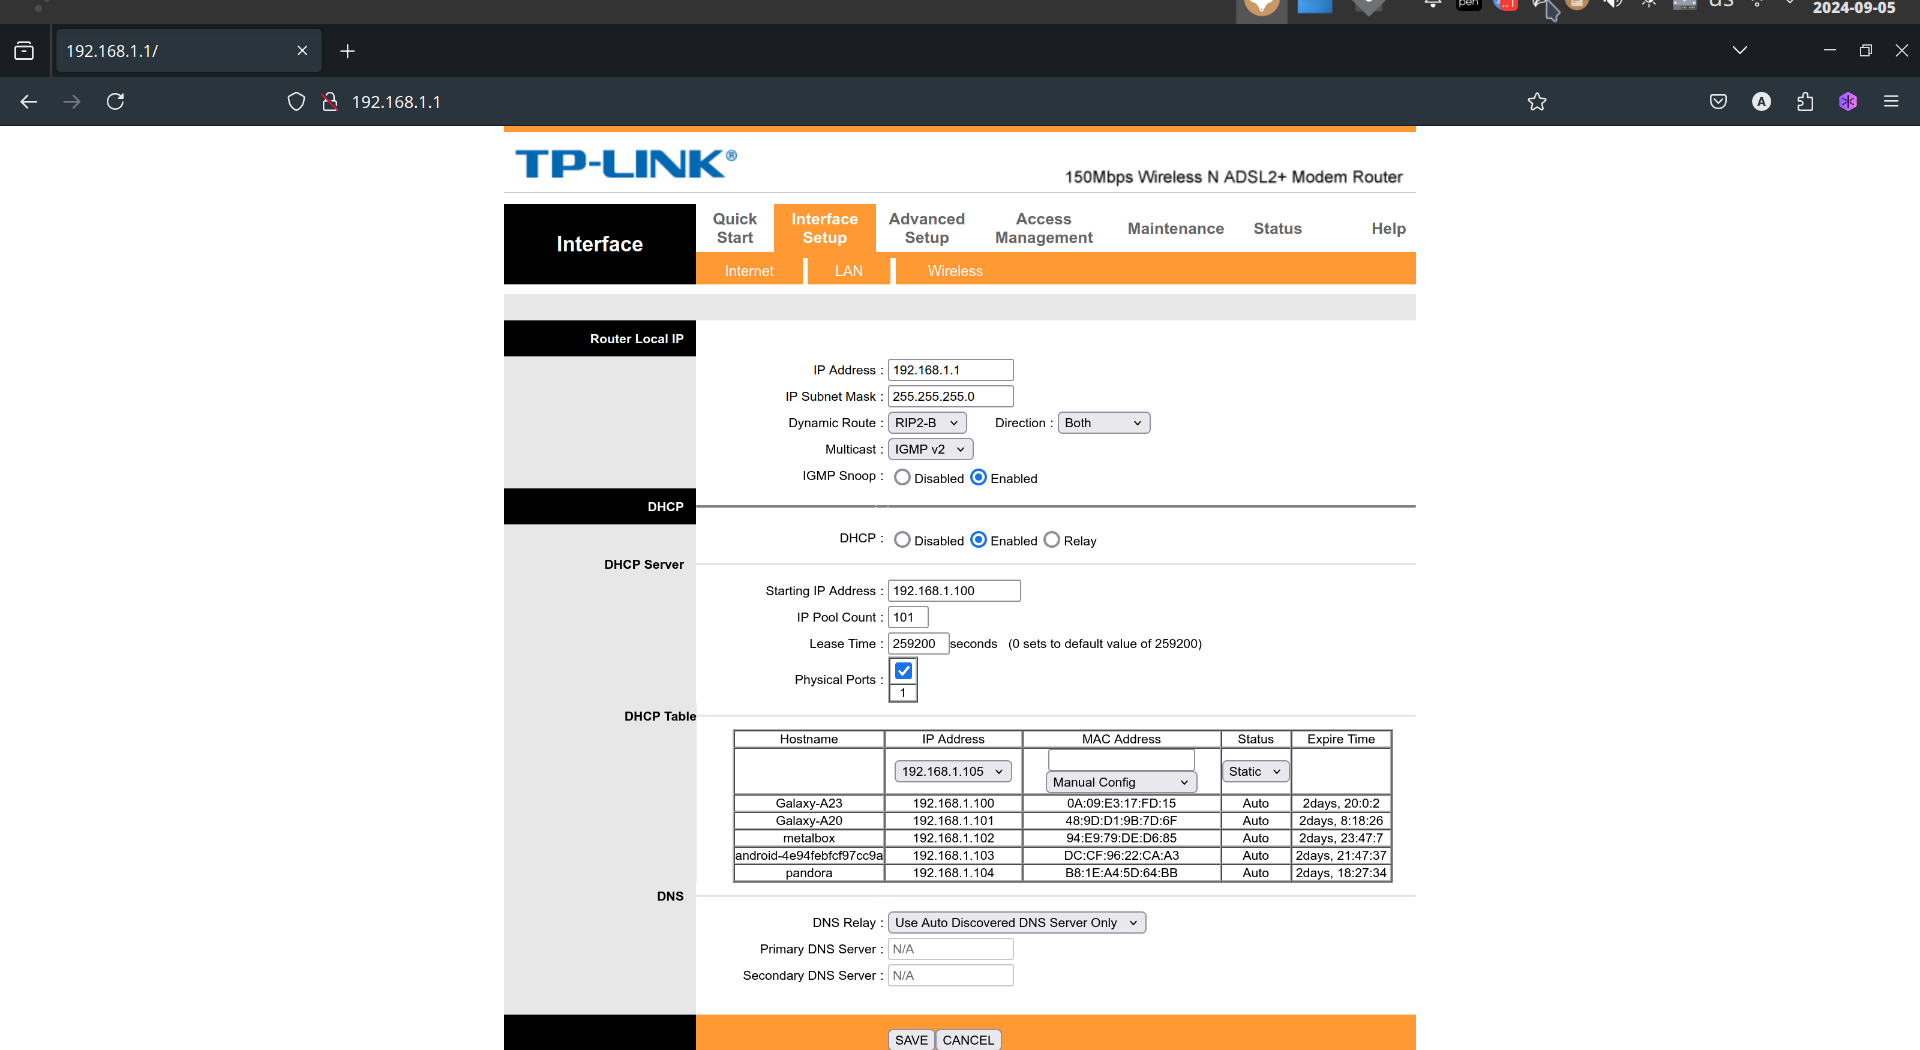 2024-09-05
192.168.1.1/
192.168.1.1
TP-LINK®
150Mbps Wireless N ADSL2+ Modem Router
Interface
Quick Start
Interface Setup
Advanced Setup
Access Management
Maintenance
Status
Help
Internet
LAN
Wireless
Router Local IP
IP Address : 192.168.1.1
IP Subnet Mask : 255.255.255.0
Dynamic Route : RIP2-B Direction : Both
Multicast : IGMP v2
IGMP Snoop : Disabled Enabled
DHCP
DHCP : Disabled Enabled Relay
DHCP Server
Starting IP Address : 192.168.1.100
IP Pool Count : 101
Lease Time : 259200 seconds (0 sets to default value of 259200)
Physical Ports :
1
DHCP Table
Hostname IP Address MAC Address Status Expire Time
192.168.1.105 Manual Config Static
Galaxy-A23 192.168.1.100 0A:09:E3:17:FD:15 Auto 2days, 20:0:2
Galaxy-A20 192.168.1.101 48:9D:D1:9B:7D:6F Auto 2days, 8:18:26
metalbox 192.168.1.102 94:E9:79:DE:D6:85 Auto 2days, 23:47:7
android-4e94febfcf97cc9a 192.168.1.103 DC:CF:96:22:CA:A3 Auto 2days, 21:47:37
pandora 192.168.1.104 B8:1E:A4:5D:64:BB Auto 2days, 18:27:34
DNS
DNS Relay : Use Auto Discovered DNS Server Only
Primary DNS Server : N/A
Secondary DNS Server : N/A
SAVE CANCEL